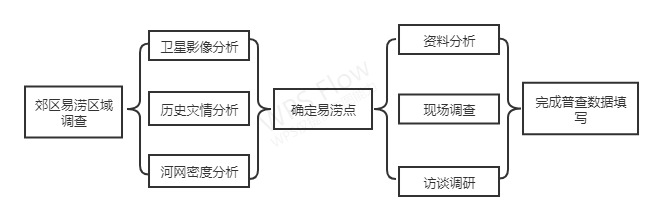 郊区易涝区域
调查
卫星影像分析
历史灾情分析
河网密度分析
确定易涝点
资料分析
现场调查
访谈调研
完成普查数据填
写
WPS Flow